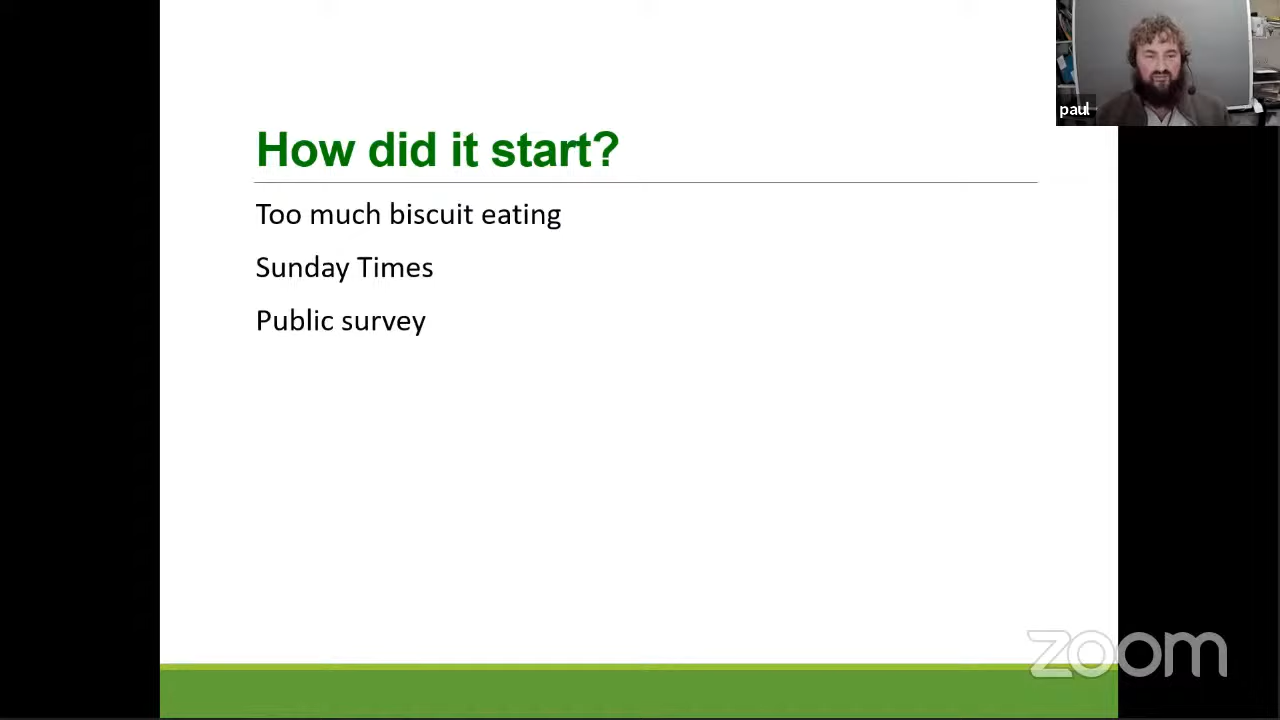 paul
How did it start?
Too much biscuit eating
Sunday Times
Public survey
zoom